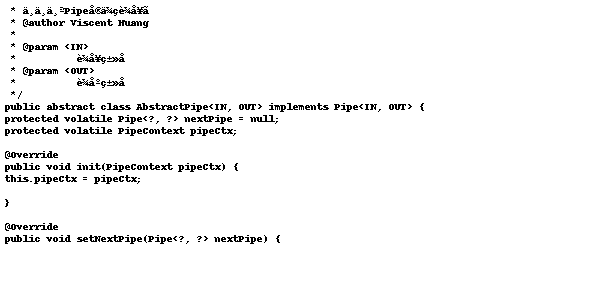 * ä¸ä¸ä¸ªPipeå®ä¼çè¾å¥ã
* @author Viscent Huang
*
* @param <IN>
* è¾å¥ç±»å
* @param <OUT>
* è¾åºç±»å
*/
public abstract class AbstractPipe<IN, OUT> implements Pipe<IN, OUT> {
protected volatile Pipe<?, ?> nextPipe = null;
protected volatile PipeContext pipeCtx;
@Override
public void init(PipeContext pipeCtx) {
this.pipeCtx = pipeCtx;
}
@Override
public void setNextPipe(Pipe<?, ?> nextPipe) {